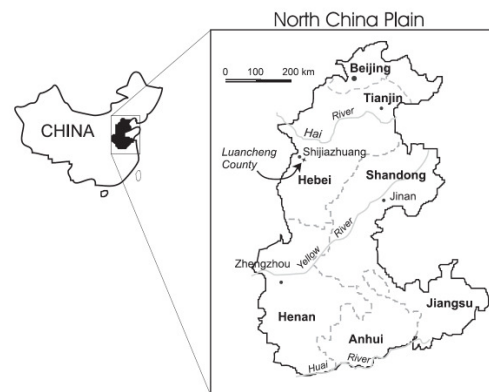 North China Plain
CHINA
0 100 200 km
Beijing
Tianjin
Hai River
Shijiazhuang
Luancheng
County
Hebei
Shandong
Jinan
Yellow River
Zhengzhou
Henan
Jiangsu
Anhui
Huai River